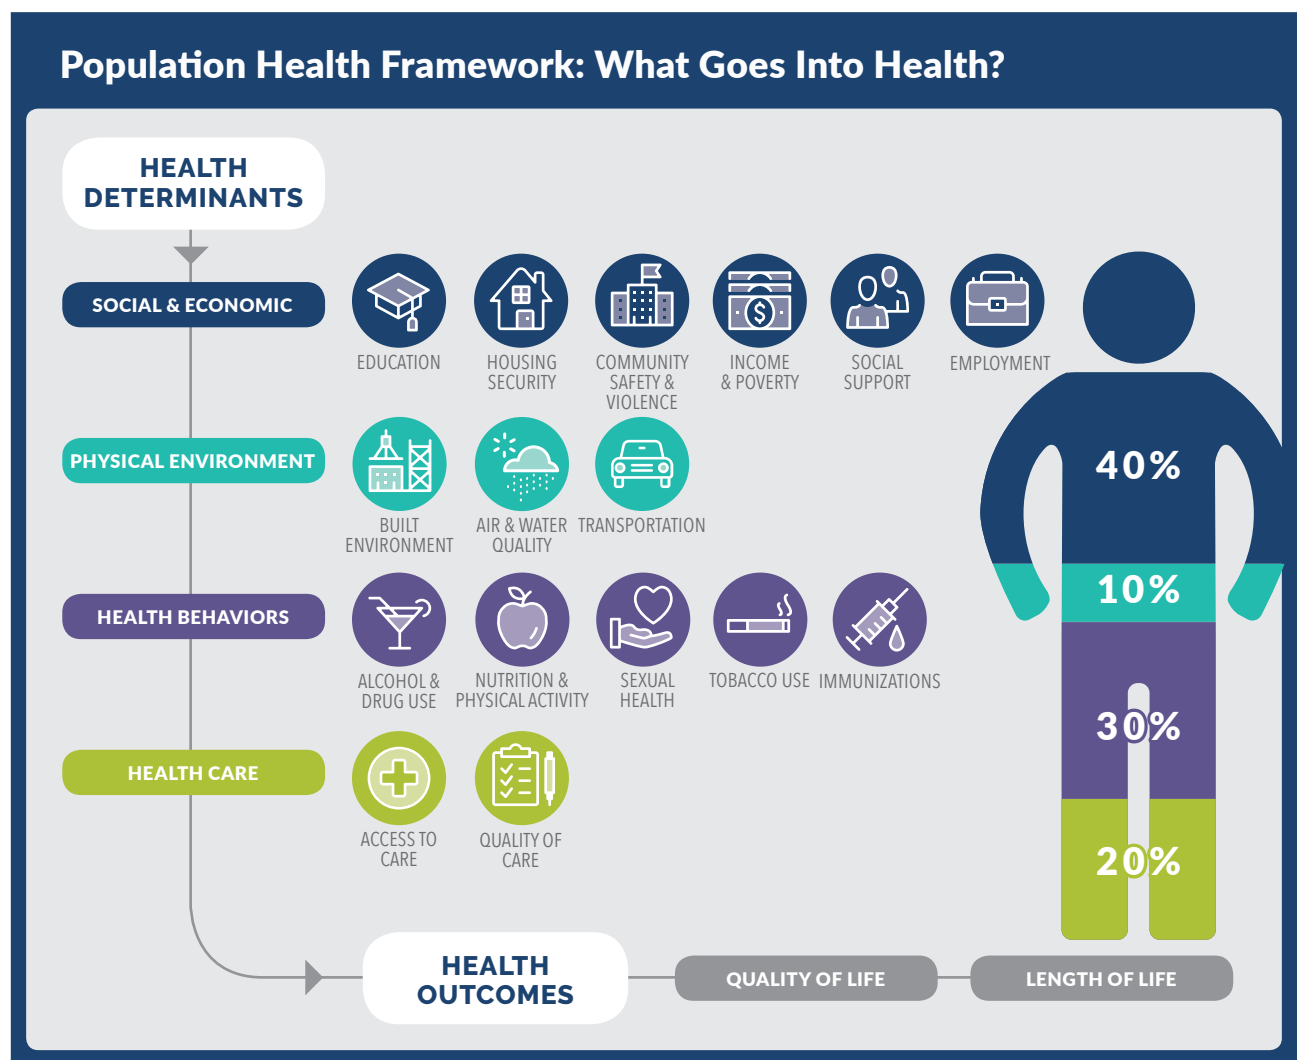 Population Health Framework: What Goes Into Health?
HEALTH
DETERMINANTS
SOCIAL & ECONOMIC
EDUCATION
HOUSING
SECURITY
COMMUNITY
SAFETY &
VIOLENCE
INCOME
& POVERTY
SOCIAL
SUPPORT
EMPLOYMENT
40%
PHYSICAL ENVIRONMENT
BUILT
ENVIRONMENT
AIR & WATER
QUALITY
TRANSPORTATION
10%
HEALTH BEHAVIORS
ALCOHOL &
DRUG USE
NUTRITION &
PHYSICAL ACTIVITY
SEXUAL
HEALTH
TOBACCO USE
IMMUNIZATIONS
30%
HEALTH CARE
ACCESS TO
CARE
QUALITY OF
CARE
20%
HEALTH
OUTCOMES
QUALITY OF LIFE
LENGTH OF LIFE
$